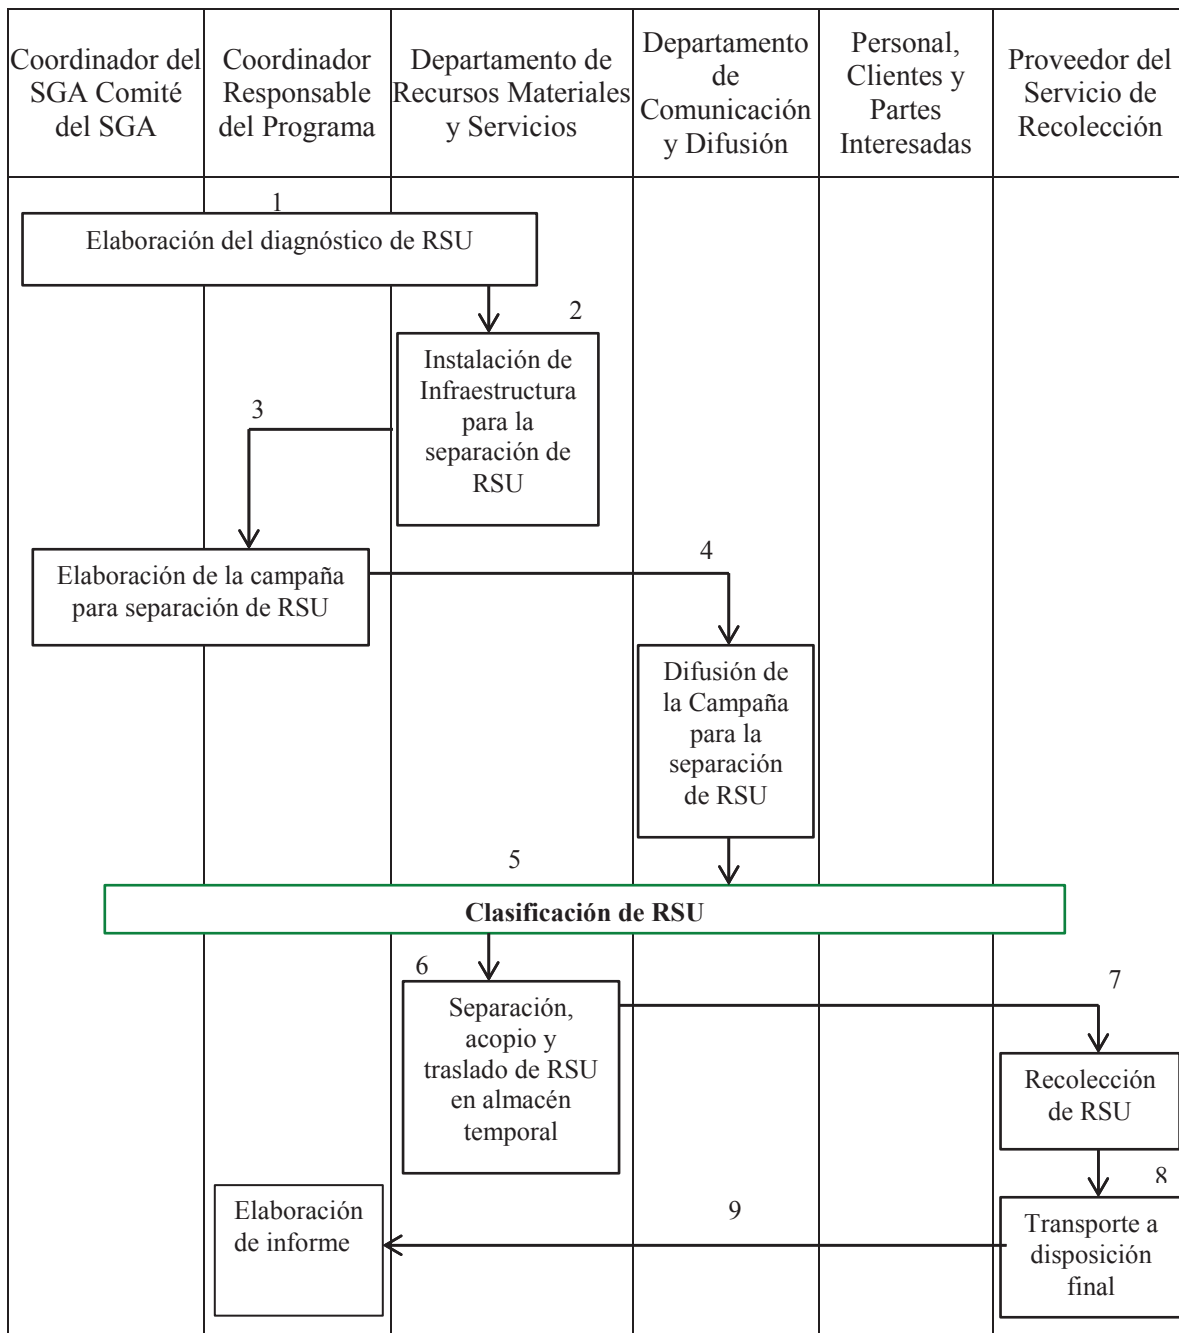 Coordinador del
SGA Comité
del SGA
Coordinador
Responsable
del Programa
Departamento de
Recursos Materiales
y Servicios
Departamento
de
Comunicación
y Difusión
Personal,
Clientes y
Partes
Interesadas
Proveedor del
Servicio de
Recolección
1
Elaboración del diagnóstico de RSU
2
Instalación de
Infraestructura
para la
separación de
RSU
3
Elaboración de la campaña
para separación de RSU
4
Difusión de
la Campaña
para la
separación
de RSU
5
Clasificación de RSU
6
Separación,
acopio y
traslado de RSU
en almacén
temporal
7
Recolección
de RSU
8
Transporte a
disposición
final
9
Elaboración
de informe